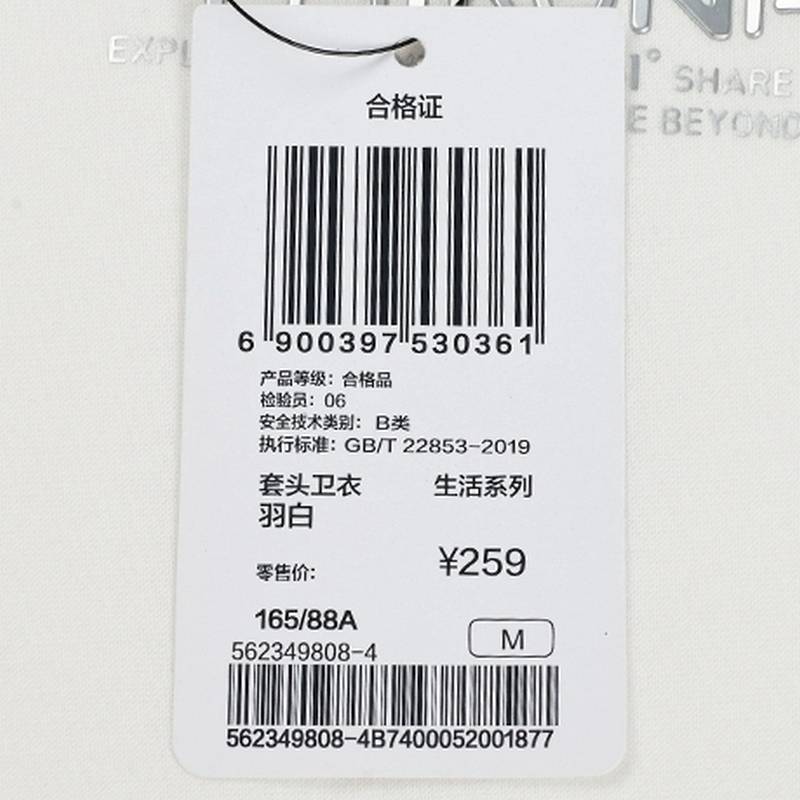 EXPL
SHARE
E BEYOND
合格证
6 900397 530361
产品等级：合格品
检验员：06
安全技术类别：B类
执行标准：GB/T 22853-2019
套头卫衣 生活系列
羽白
零售价: ¥259
165/88A
M
562349808-4
562349808-4B7400052001877